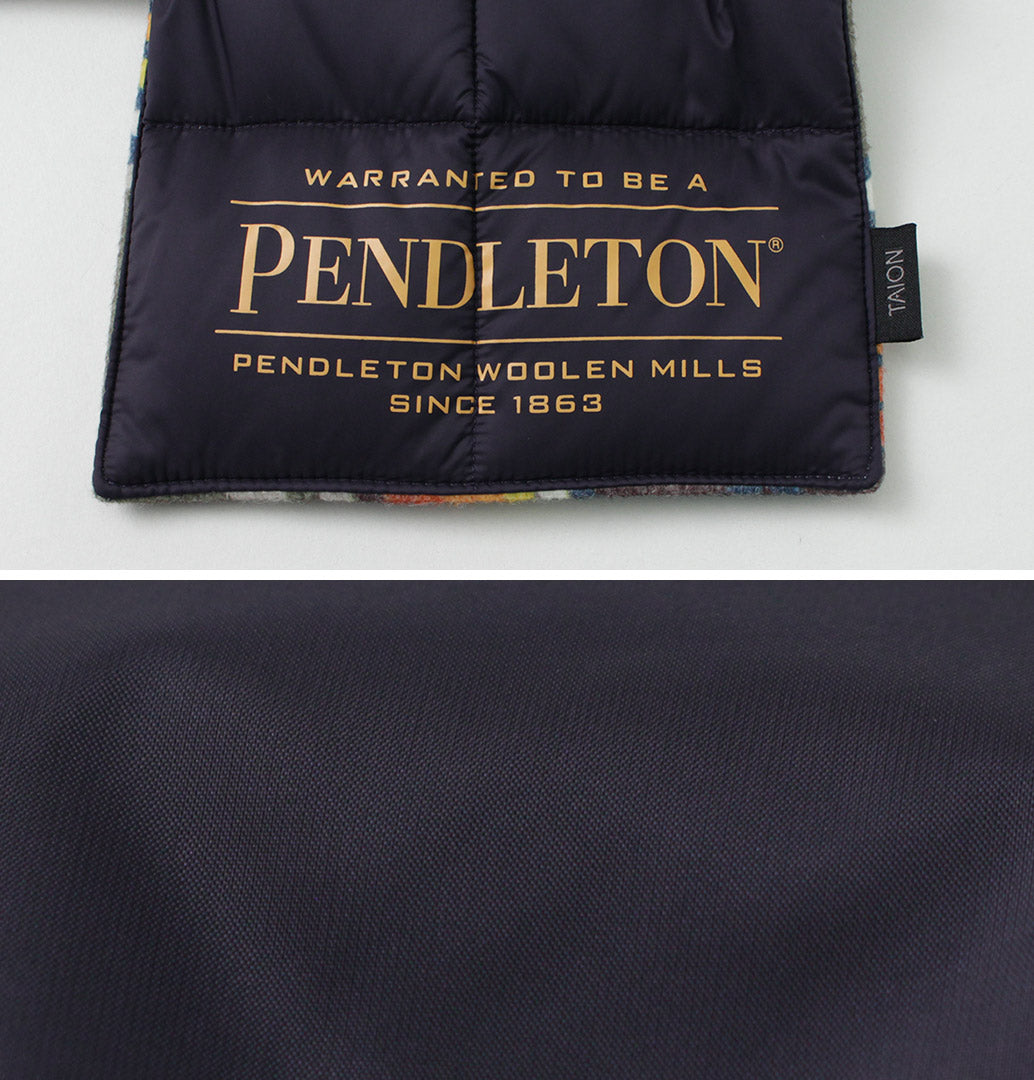 WARRANTED TO BE A
PENDLETON®
PENDLETON WOOLEN MILLS
SINCE 1863
TAION